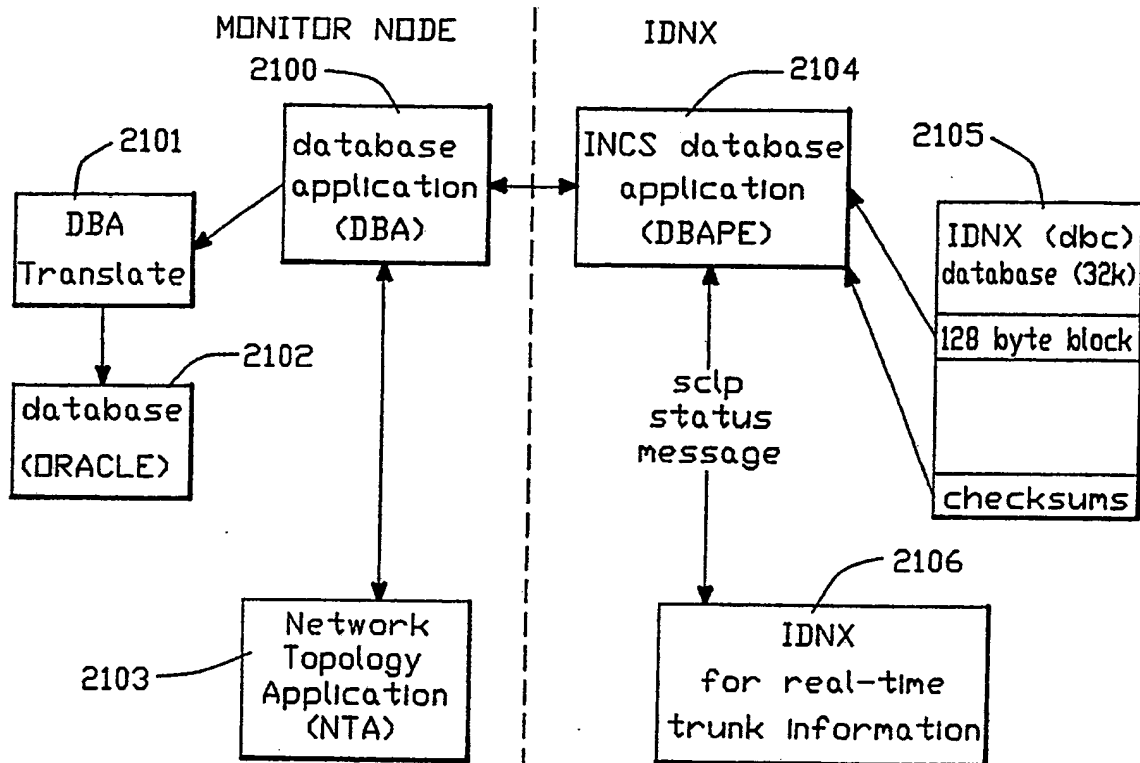 MONITOR NODE
IDNX
2100
2104
2101
2105
database
application
(DBA)
INCS database
application
(DBAPE)
DBA
Translate
IDNX (dbc)
database (32k)
128 byte block
checksums
2102
database
(ORACLE)
sclp
status
message
2106
2103
Network
Topology
Application
(NTA)
IDNX
for real-time
trunk information